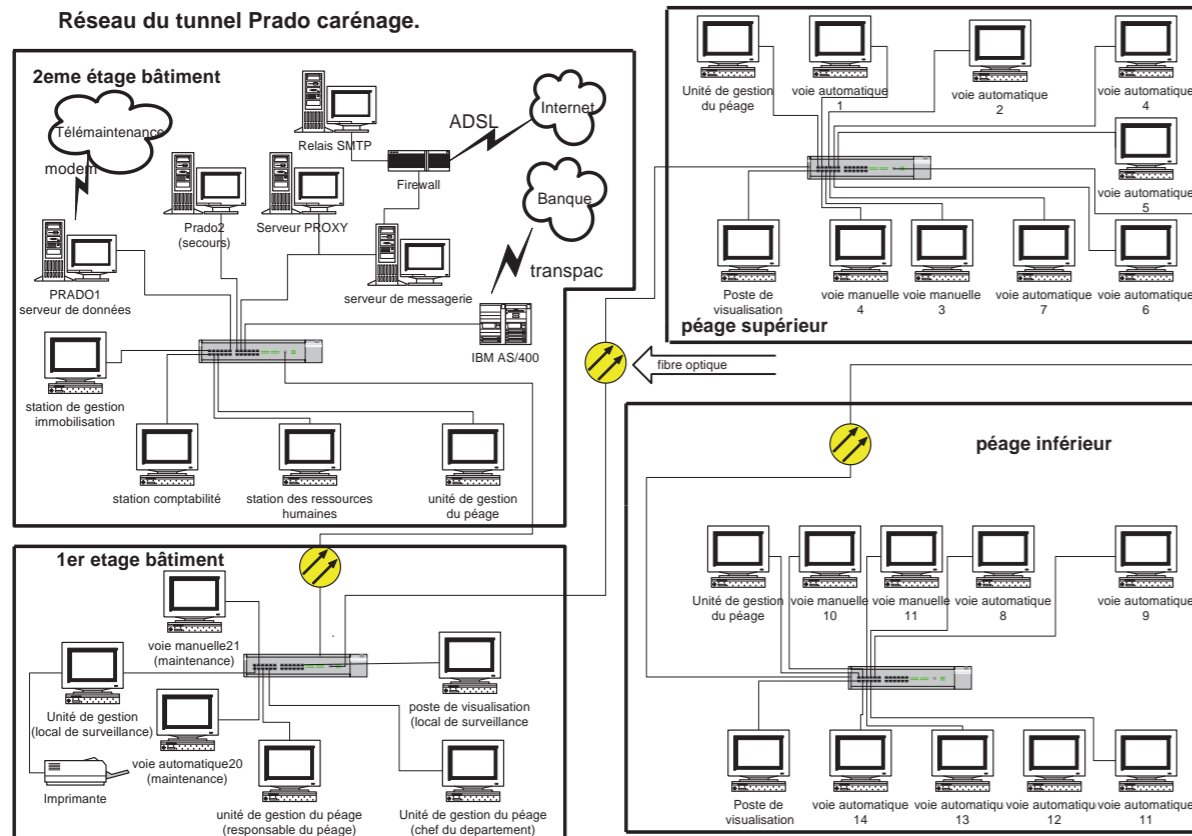 Réseau du tunnel Prado carénage.
2eme étage bâtiment
Télémaintenance
modem
Relais SMTP
ADSL
Internet
Firewall
Banque
Prado2
(secours)
Serveur PROXY
transpac
PRADO1
serveur de données
serveur de messagerie
IBM AS/400
station de gestion
immobilisation
station comptabilité
station des ressources
humaines
unité de gestion
du péage
1er etage bâtiment
voie manuelle21
(maintenance)
Unité de gestion
(local de surveillance)
poste de visualisation
(local de surveillance
voie automatique20
(maintenance)
Imprimante
unité de gestion du péage
(responsable du péage)
Unité de gestion du péage
(chef du departement)
Unité de gestion
du péage
voie automatique
1
voie automatique
2
voie automatique
4
voie automatique
5
Poste de
visualisation
voie manuelle
4
voie manuelle
3
voie automatique
7
voie automatique
6
péage supérieur
fibre optique
péage inférieur
Unité de gestion
du péage
voie manuelle
10
voie manuelle
11
voie automatique
8
voie automatique
9
Poste de
visualisation
voie automatique
14
voie automatiqu
13
voie automatiqu
12
voie automatique
11